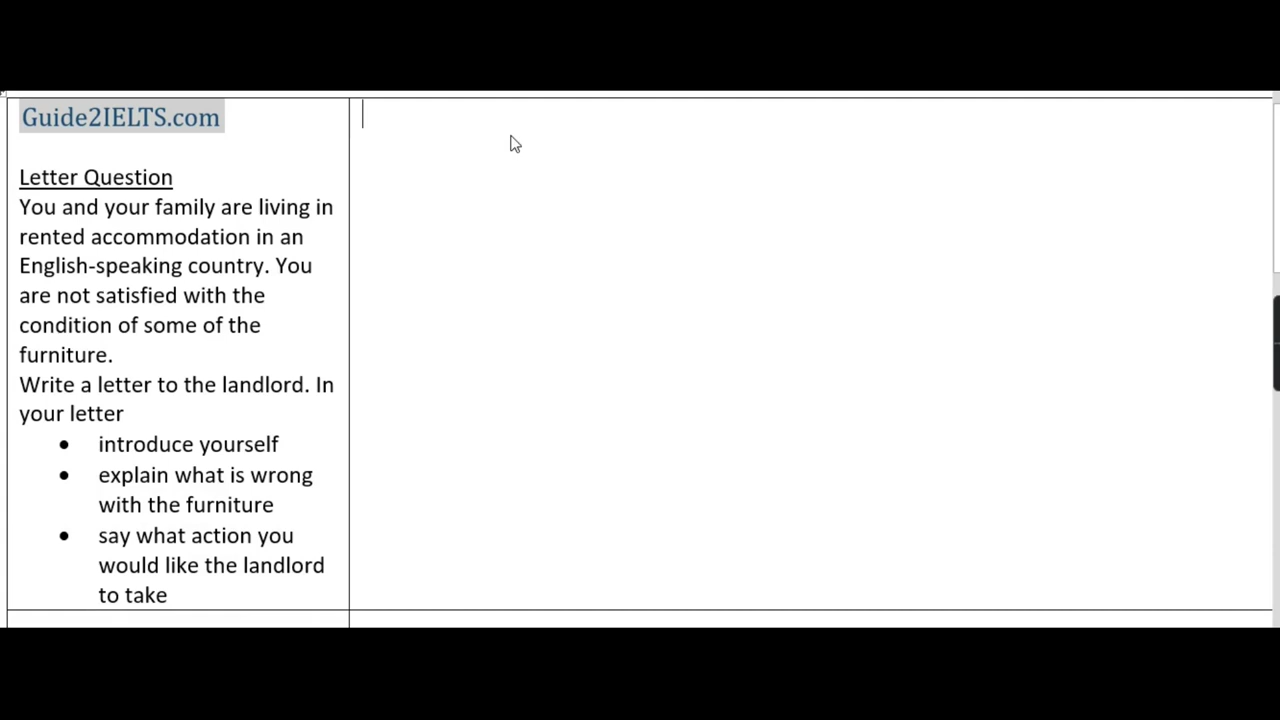 Guide2IELTS.com
Letter Question
You and your family are living in
rented accommodation in an
English-speaking country. You
are not satisfied with the
condition of some of the
furniture.
Write a letter to the landlord. In
your letter
• introduce yourself
• explain what is wrong
with the furniture
• say what action you
would like the landlord
to take